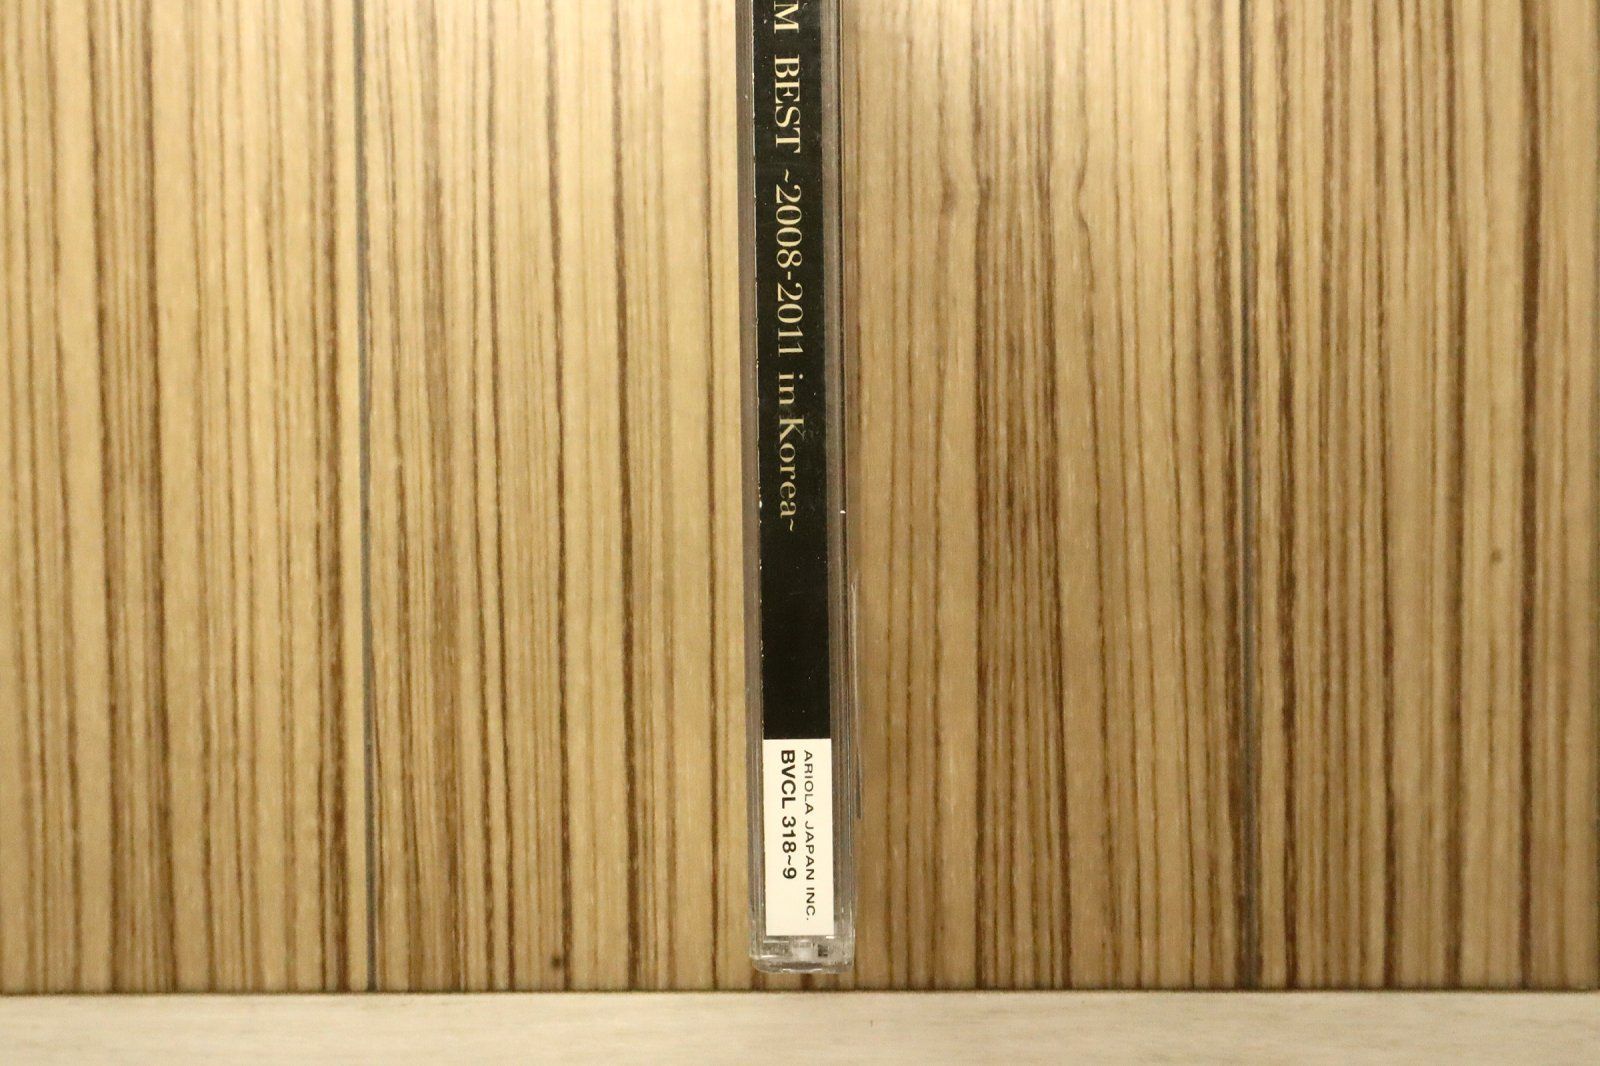 M BEST ~2008-2011 in Korea~
ARIOLA JAPAN INC.
BVCL 318~9